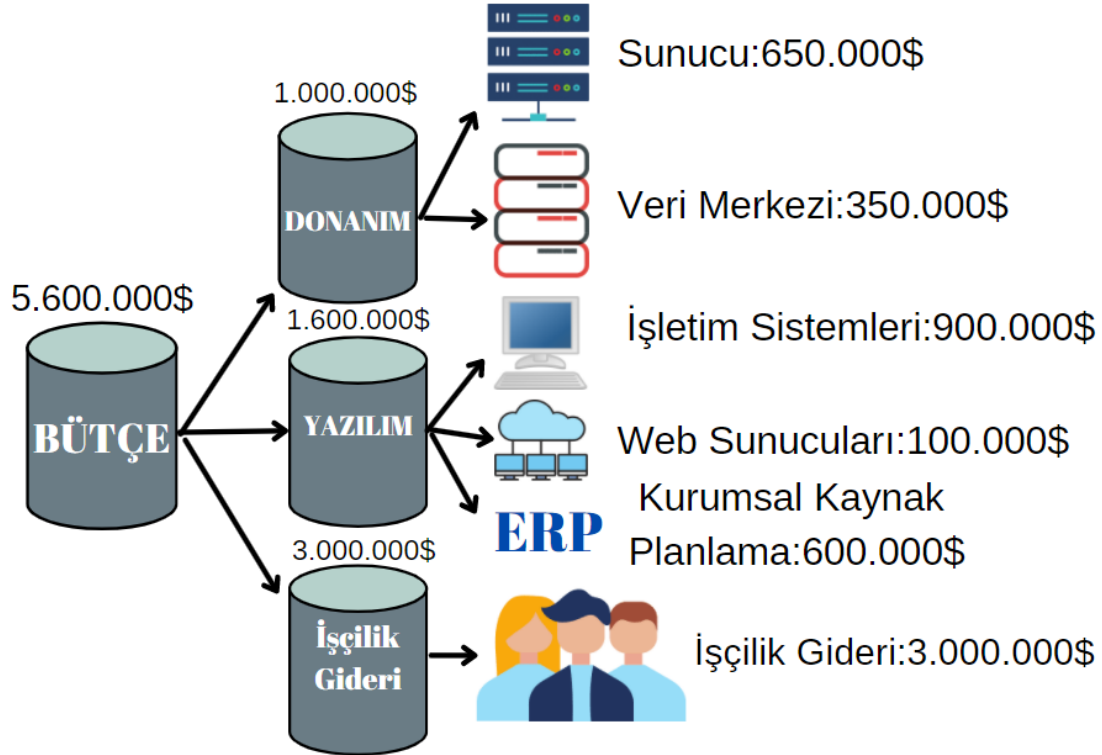 5.600.000$
BÜTÇE
1.000.000$
DONANIM
Sunucu:650.000$
Veri Merkezi:350.000$
1.600.000$
YAZILIM
İşletim Sistemleri:900.000$
Web Sunucuları:100.000$
ERP
Kurumsal Kaynak
Planlama:600.000$
3.000.000$
İşçilik
Gideri
İşçilik Gideri:3.000.000$